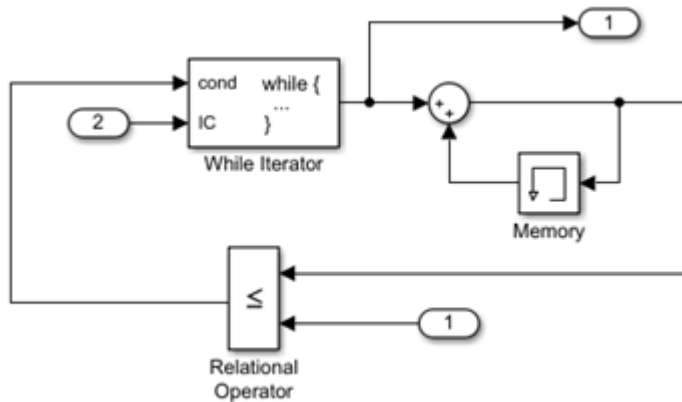 1
cond while {
...
2
IC }
+
+
While Iterator
Memory
≤
1
Relational
Operator